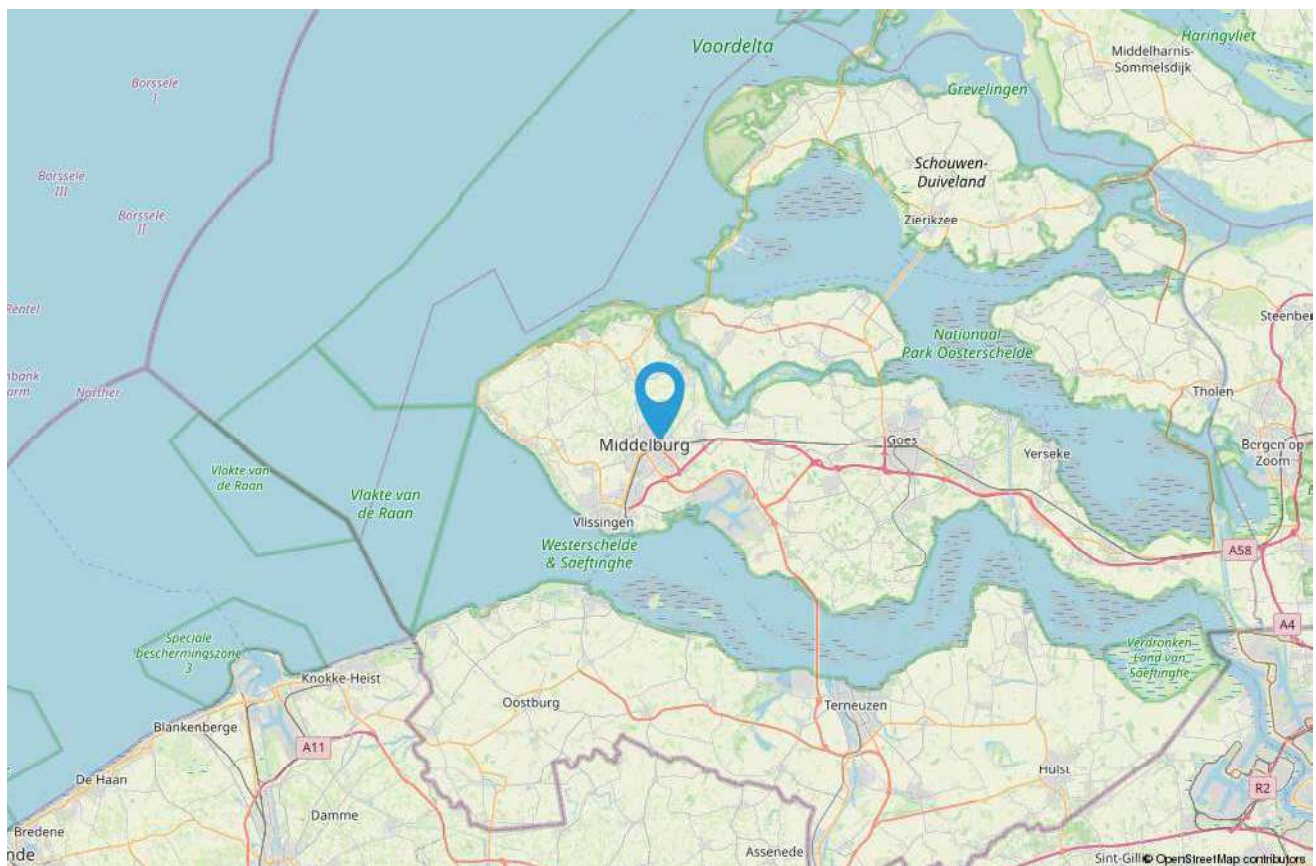 Voordelta
Haringvliet
Middelharnis-
Sommelsdijk
Borssele
I
Grevelingen
Borssele
III
Borssele
II
Schouwen-
Duiveland
Zierikzee
Rentel
Steenber
Nationaal
Park Oosterschelde
Norther
Tholen
Middelburg
Goes
Yerseke
Bergen op
Zoom
Vlakte van
de Raan
Vlakte van
de Raan
Vlissingen
Westerschelde
& Saeftinghe
A58
A4
Speciale
beschermingszone
3
Verdronken
Land van
Saeftinghe
Knokke-Heist
Oostburg
Terneuzen
Blankenberge
A11
De Haan
Hulst
R2
Damme
Bredene
nde
Assenede
Sint-Gilli
© OpenStreetMap contributors